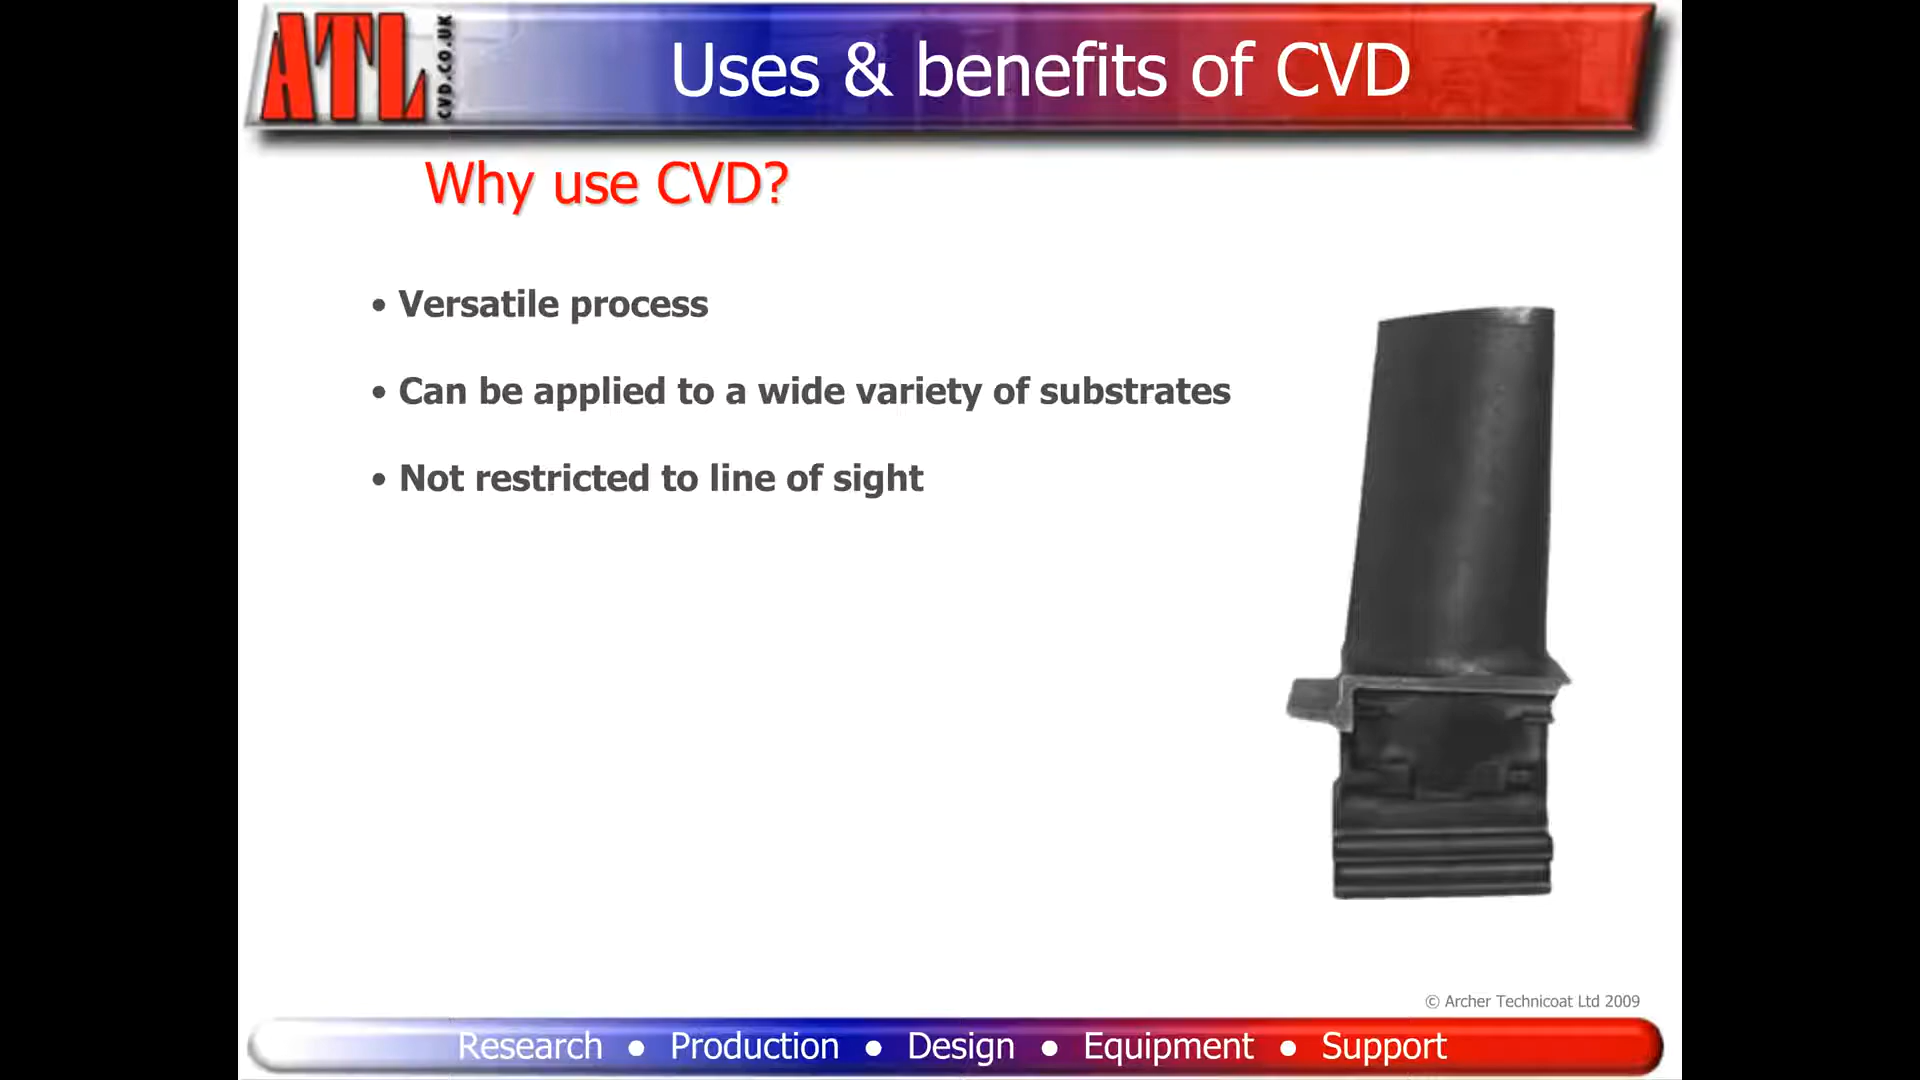 ATL
CVD.CO.UK
Uses & benefits of CVD
Why use CVD?
• Versatile process
• Can be applied to a wide variety of substrates
• Not restricted to line of sight
© Archer Technicoat Ltd 2009
Research • Production • Design • Equipment • Support